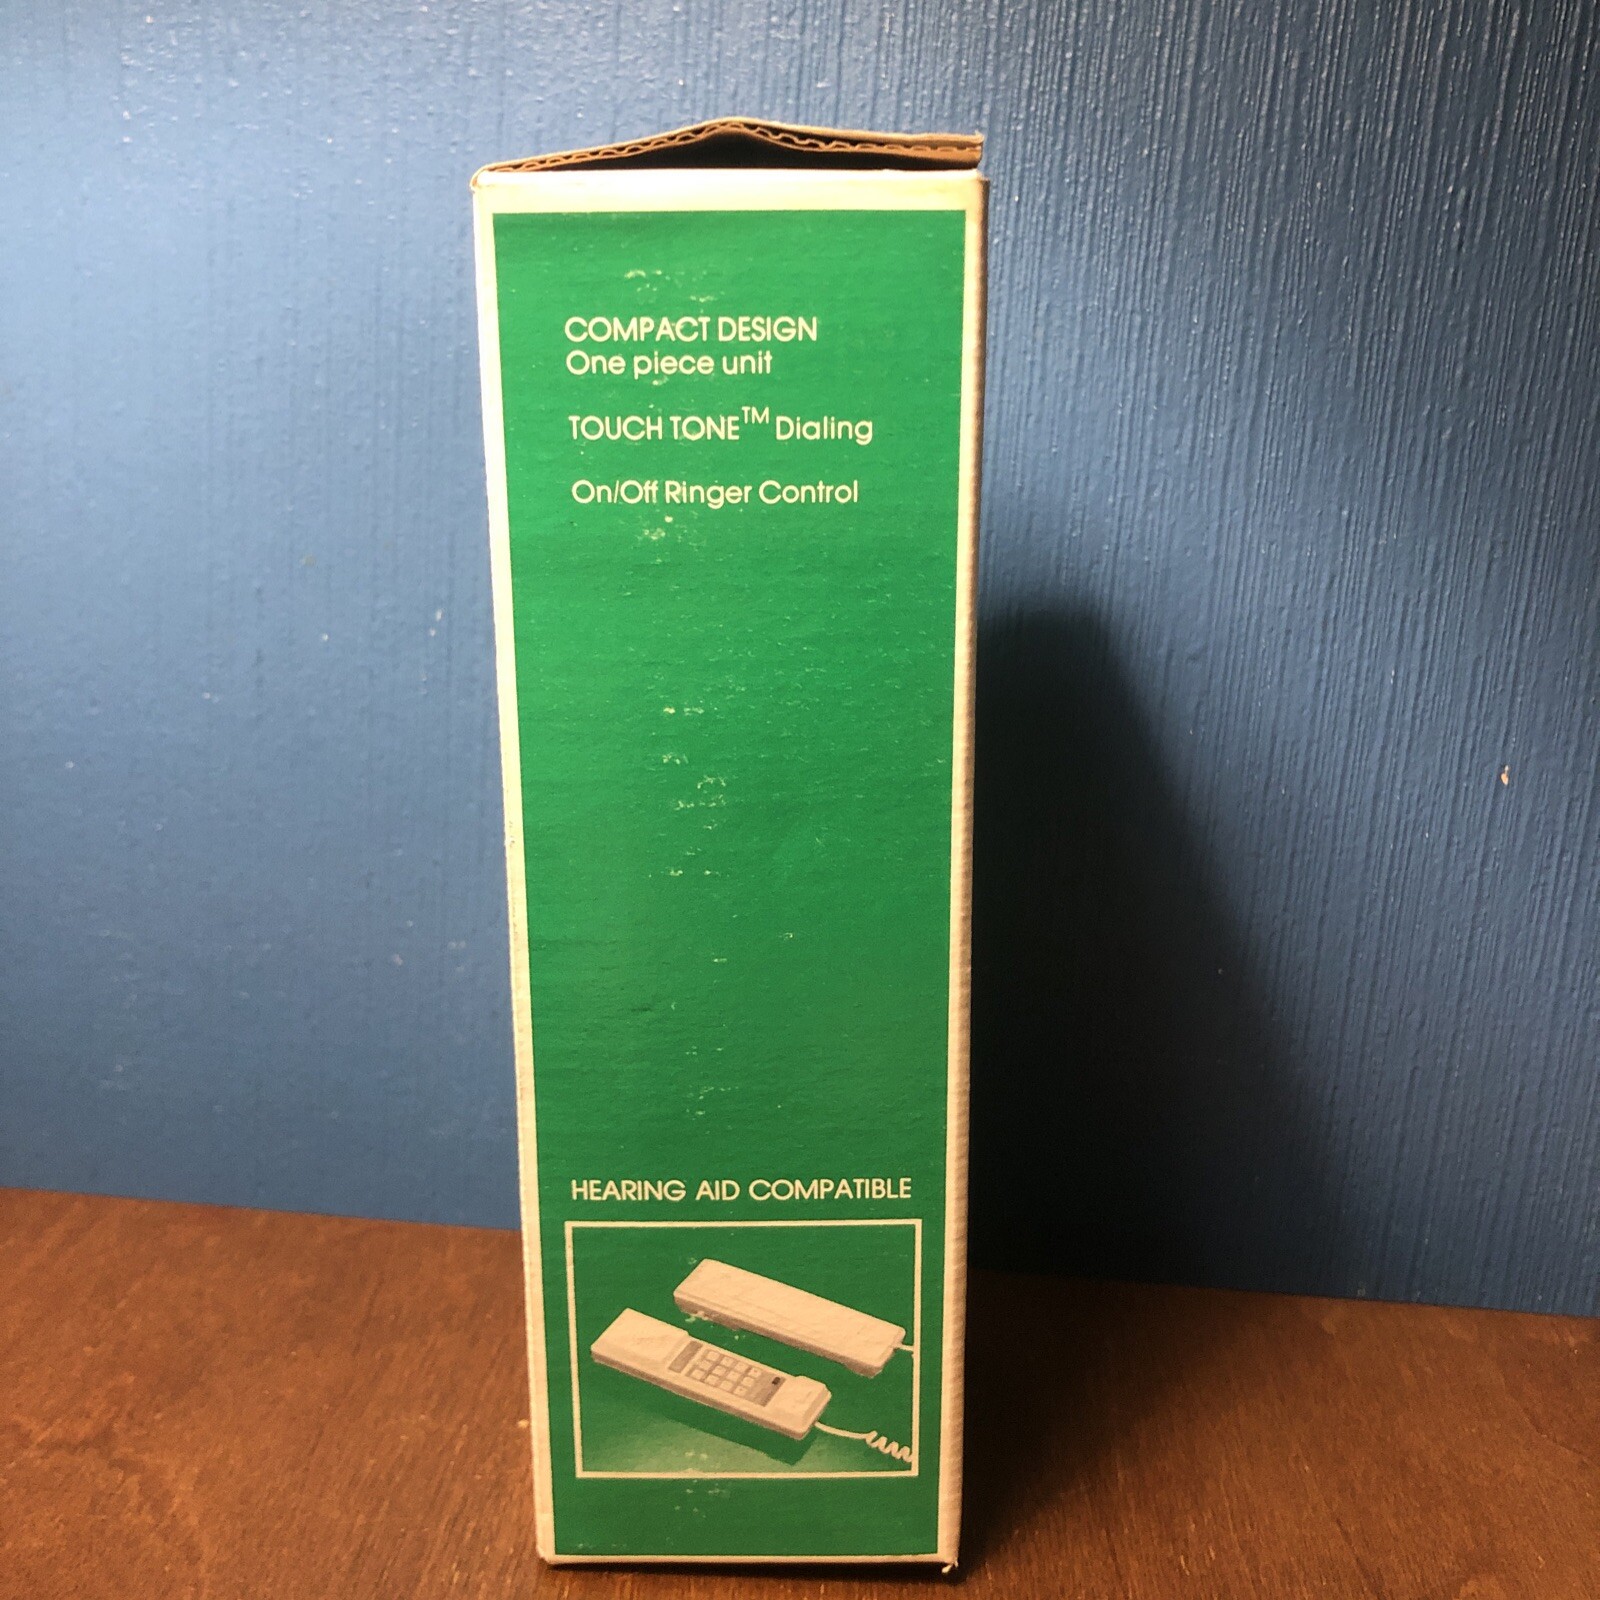 COMPACT DESIGN
One piece unit
TOUCH TONE™ Dialing
On/Off Ringer Control
HEARING AID COMPATIBLE